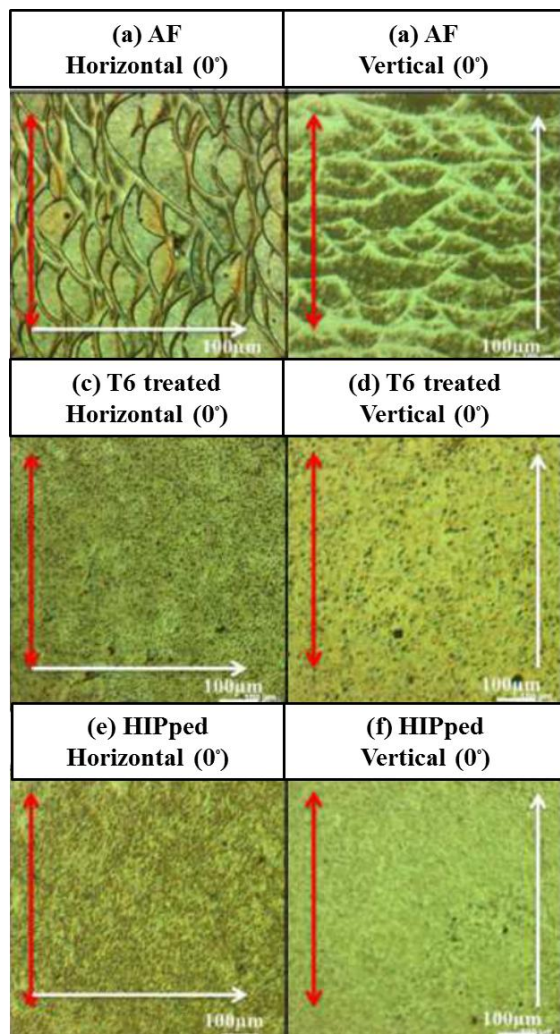 (a) AF
Horizontal (0°)
(a) AF
Vertical (0°)
100μm
100μm
(c) T6 treated
Horizontal (0°)
(d) T6 treated
Vertical (0°)
100μm
100μm
(e) HIPped
Horizontal (0°)
(f) HIPped
Vertical (0°)
100μm
100μm